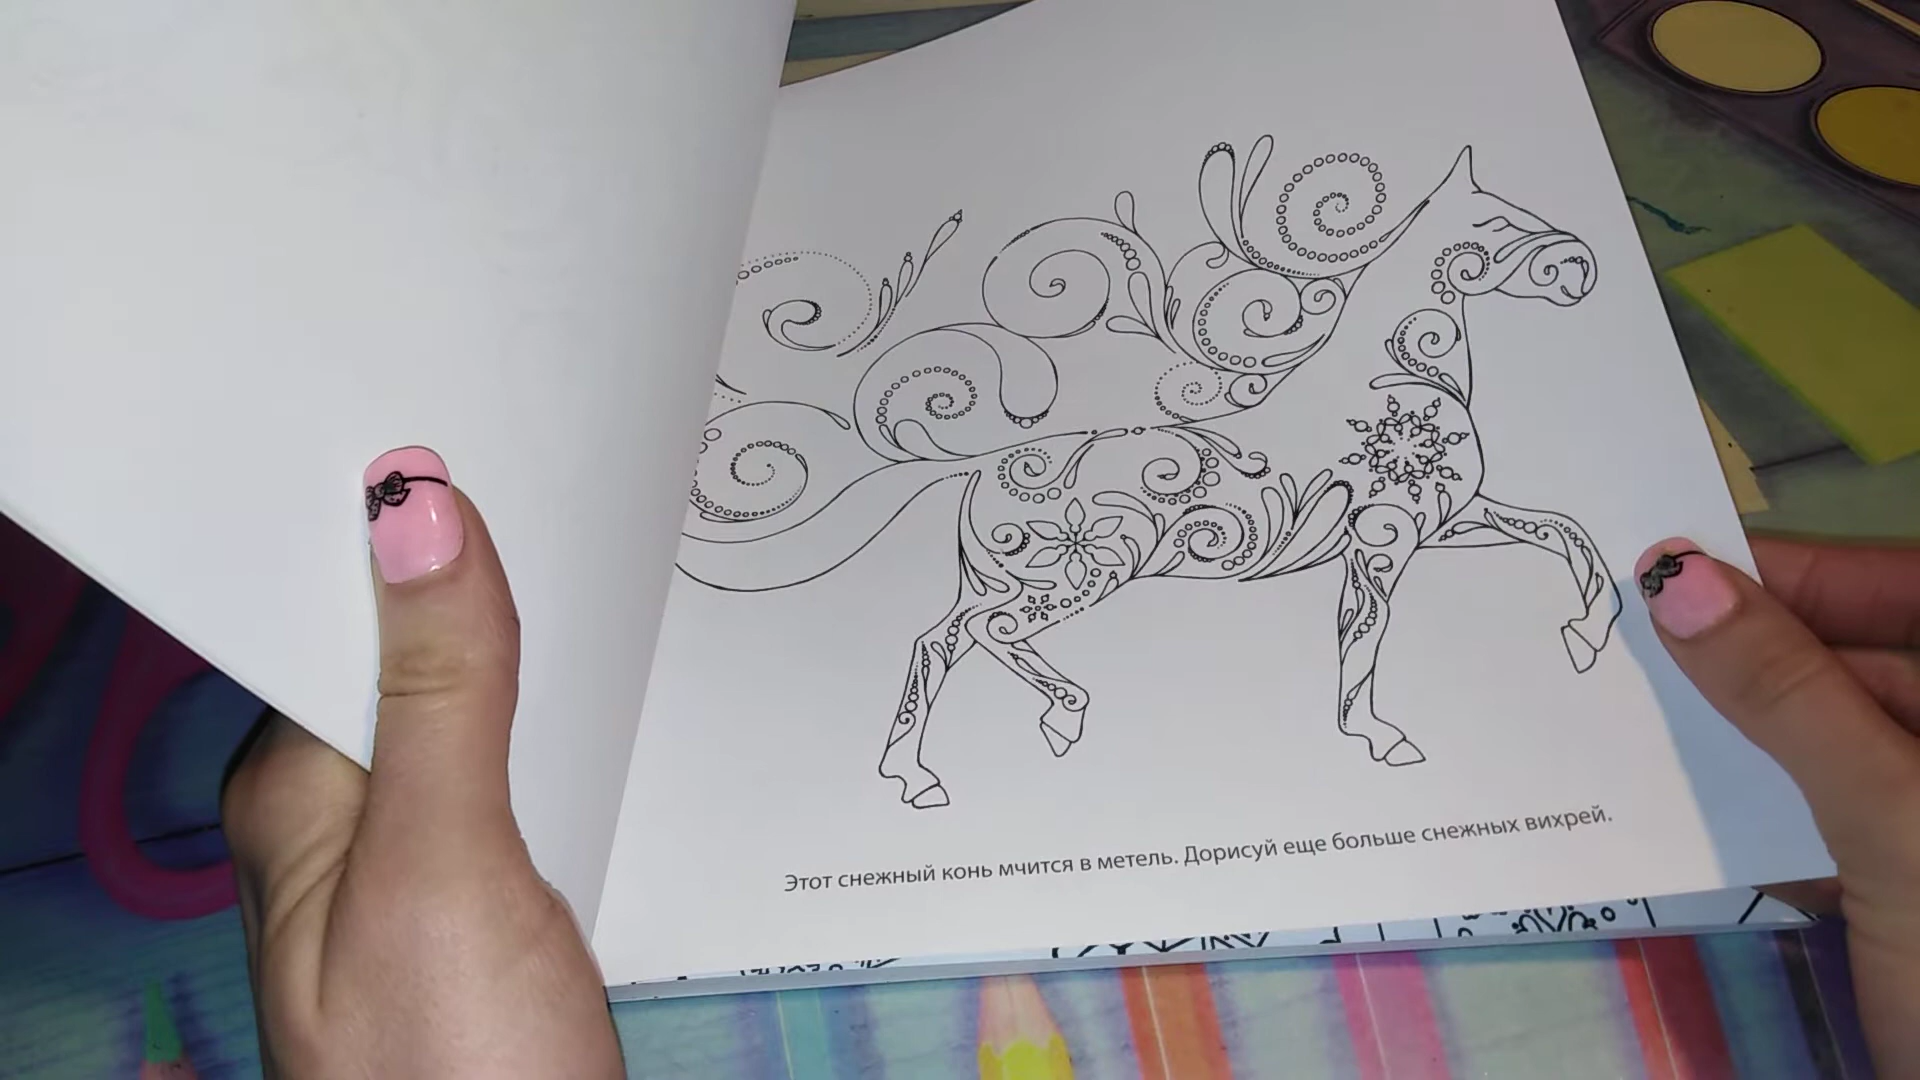 Этот снежный конь мчится в метель. Дорисуй еще больше снежных вихрей.